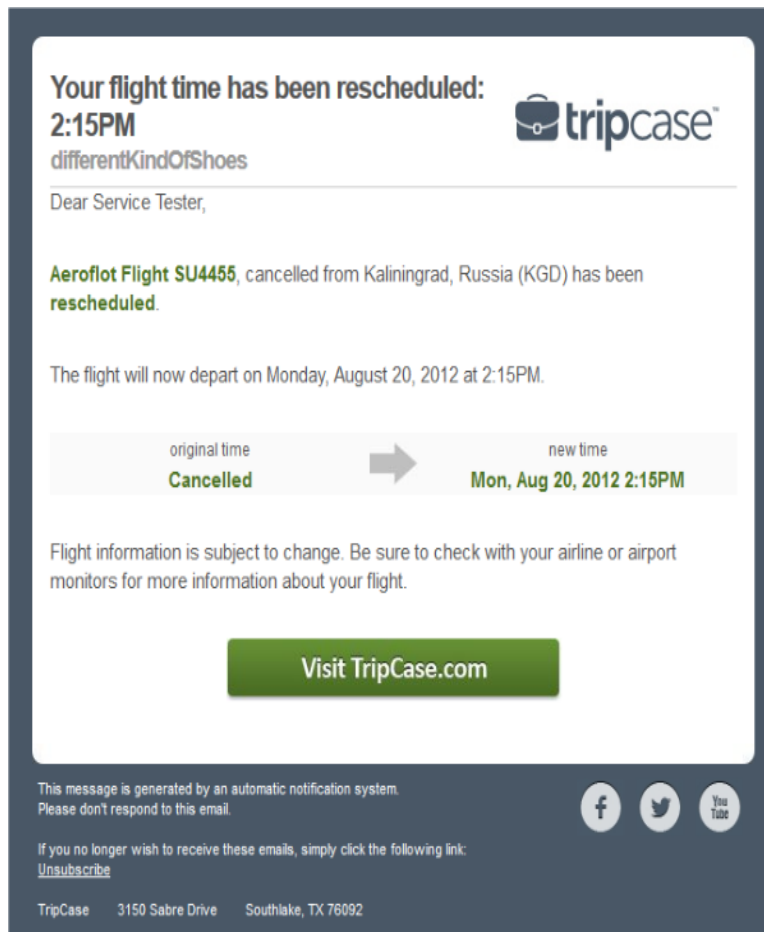 Your flight time has been rescheduled:
2:15PM
tripcase™
differentKindOfShoes
Dear Service Tester,
Aeroflot Flight SU4455, cancelled from Kaliningrad, Russia (KGD) has been
rescheduled.
The flight will now depart on Monday, August 20, 2012 at 2:15PM.
original time
Cancelled
new time
Mon, Aug 20, 2012 2:15PM
Flight information is subject to change. Be sure to check with your airline or airport
monitors for more information about your flight.
Visit TripCase.com
This message is generated by an automatic notification system.
Please don't respond to this email.
f
You
Tube
If you no longer wish to receive these emails, simply click the following link:
Unsubscribe
TripCase 3150 Sabre Drive Southlake, TX 76092